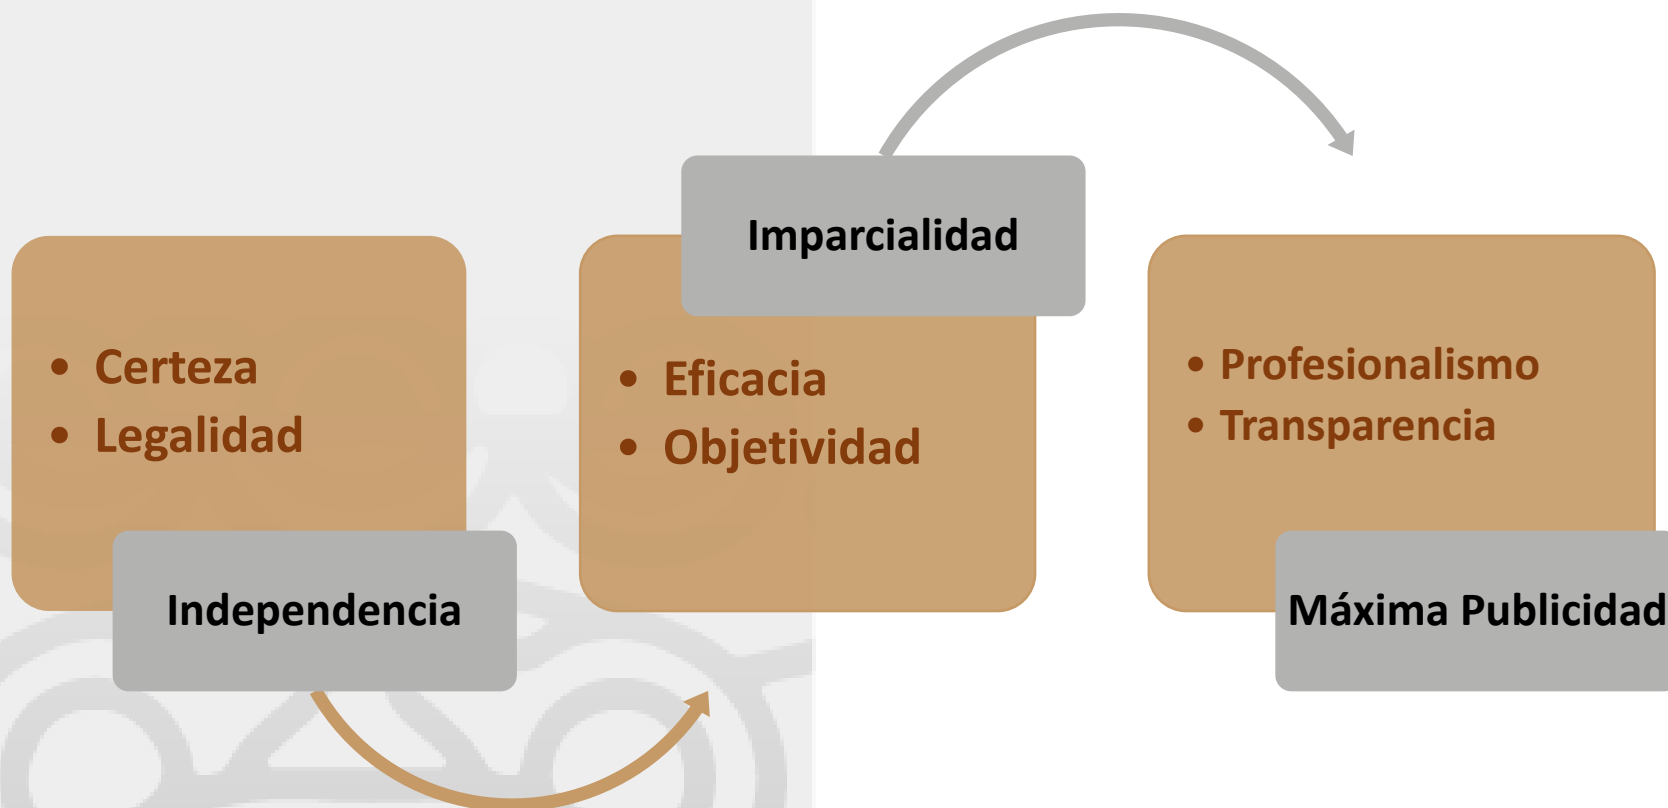 • Certeza
• Legalidad
Independencia
Imparcialidad
• Eficacia
• Objetividad
• Profesionalismo
• Transparencia
Máxima Publicidad